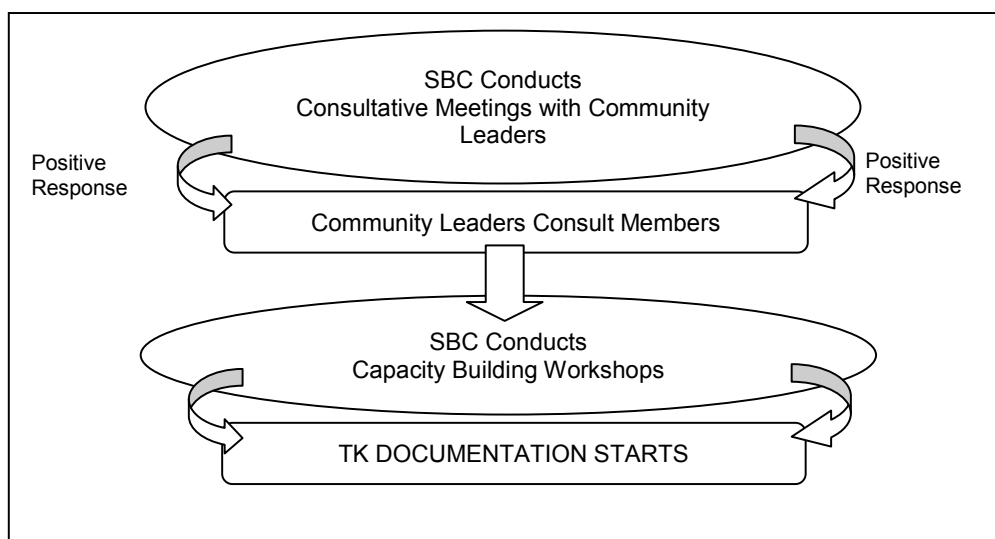 SBC Conducts
Consultative Meetings with Community
Leaders
Positive
Response
Positive
Response
Community Leaders Consult Members
SBC Conducts
Capacity Building Workshops
TK DOCUMENTATION STARTS